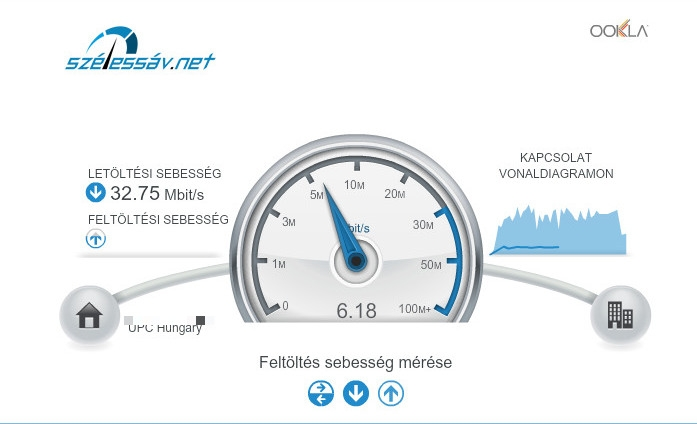 szélessáv.net
OOKLA
LETÖLTÉSI SEBESSÉG
32.75 Mbit/s
FELTÖLTÉSI SEBESSÉG
KAPCSOLAT
VONALDIAGRAMON
0
1M
3M
5M
10M
20M
30M
50M
100M+
bit/s
6.18
UPC Hungary
Feltöltés sebesség mérése